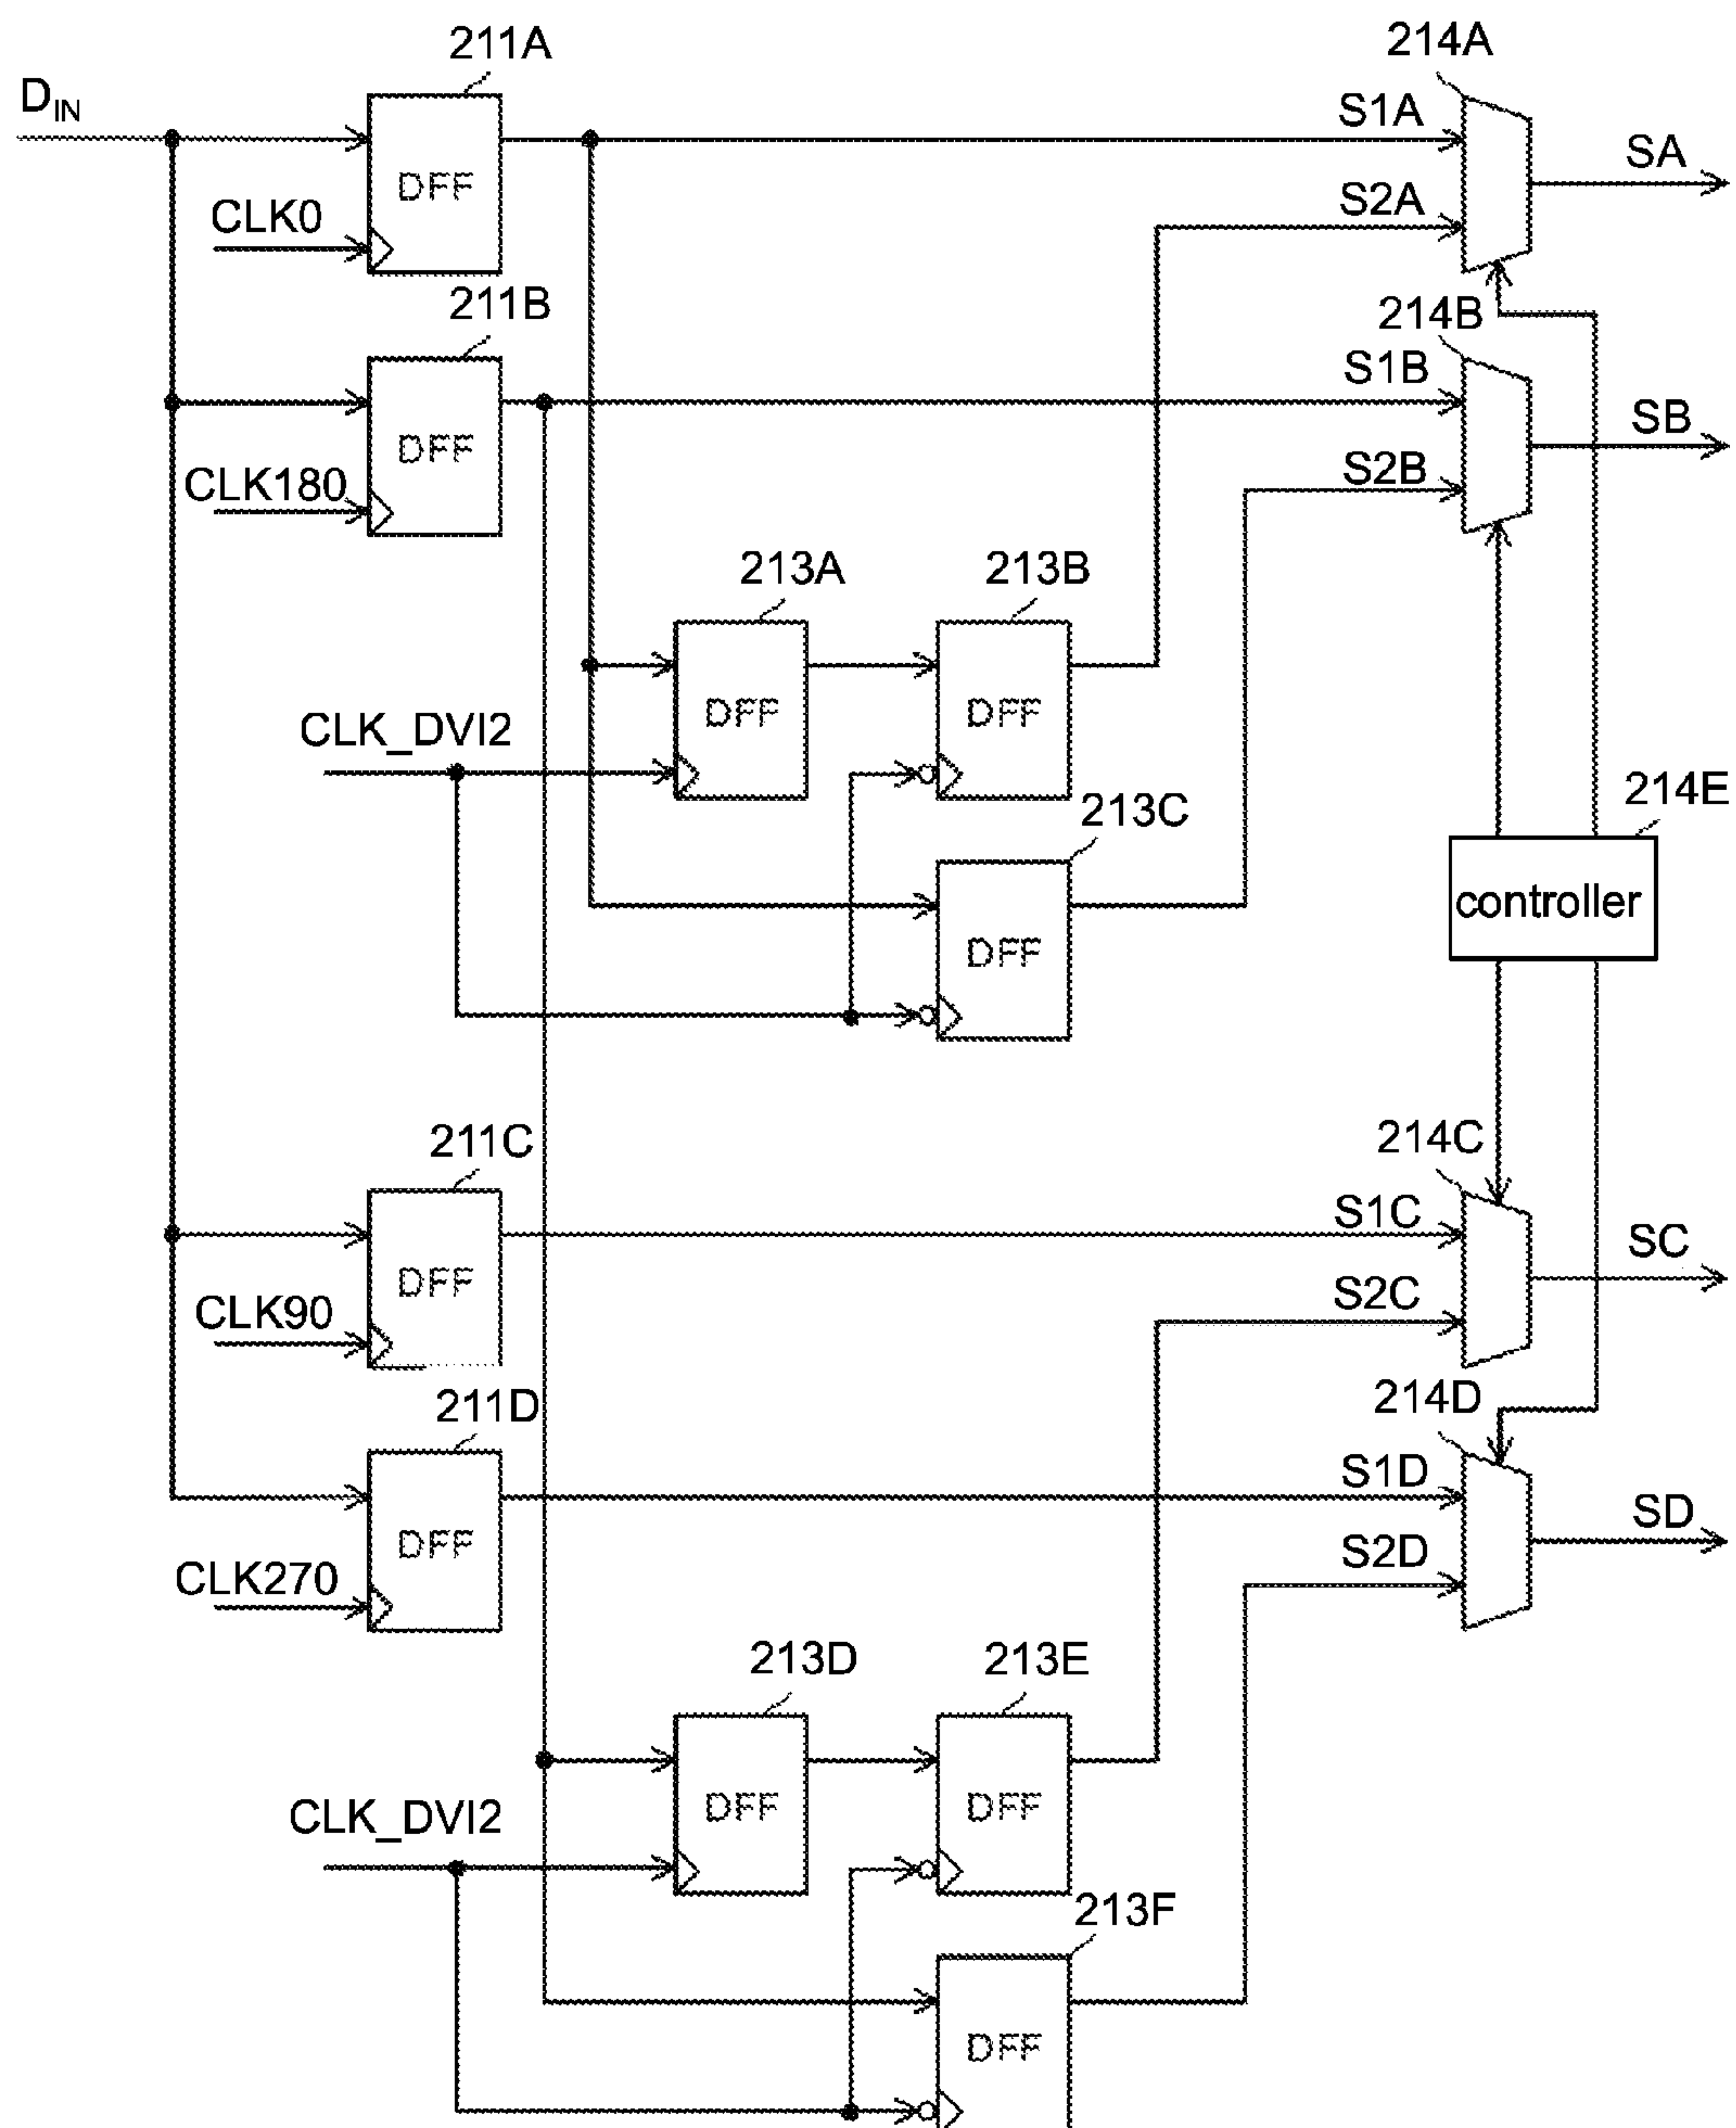 211A
214A
D_IN
S1A
DFF
SA
CLK0
S2A
211B
214B
S1B
DFF
SB
CLK180
S2B
213A
213B
DFF
DFF
CLK_DVI2
214E
213C
controller
DFF
211C
214C
S1C
DFF
SC
CLK90
S2C
211D
214D
S1D
DFF
SD
CLK270
S2D
213D
213E
DFF
DFF
CLK_DVI2
213F
DFF